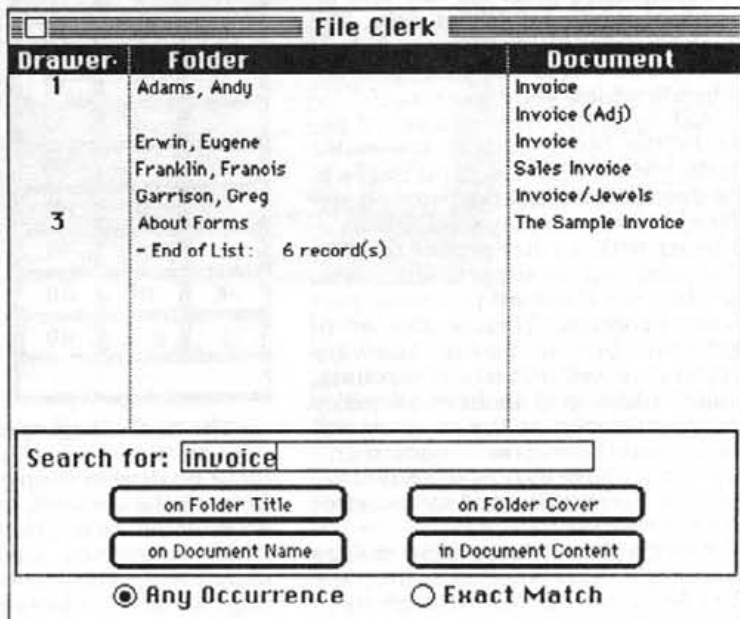 File Clerk
Drawer Folder Document
1 Adams, Andy Invoice
Invoice (Adj)
Erwin, Eugene Invoice
Franklin, Franois Sales Invoice
Garrison, Greg Invoice/Jewels
3 About Forms The Sample Invoice
- End of List: 6 record(s)
Search for: invoice
on Folder Title on Folder Cover
on Document Name in Document Content
Any Occurrence Exact Match